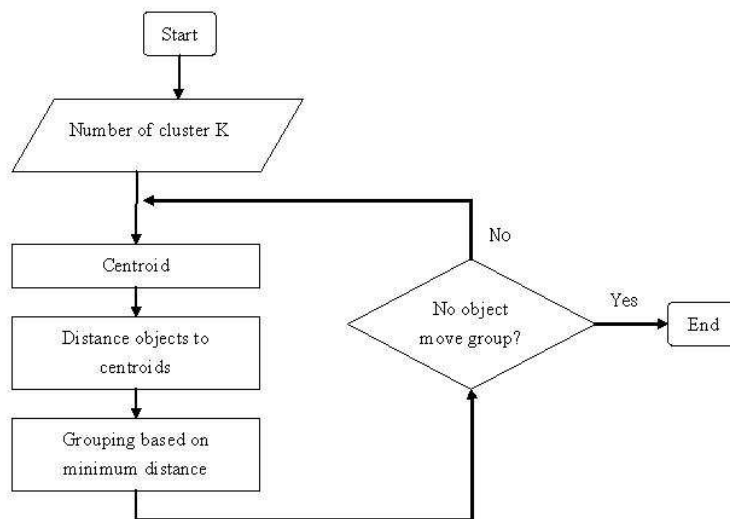 Start
Number of cluster K
Centroid
Distance objects to
centroids
Grouping based on
minimum distance
No
No object
move group?
Yes
End